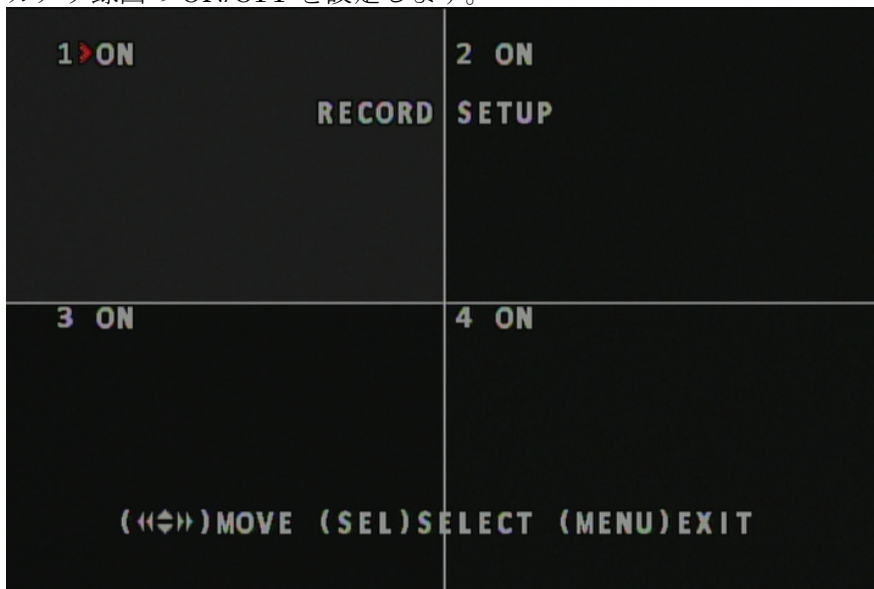 1 ON
2 ON
RECORD SETUP
3 ON
4 ON
(◀◀♦▶▶)MOVE (SEL)SELECT (MENU)EXIT